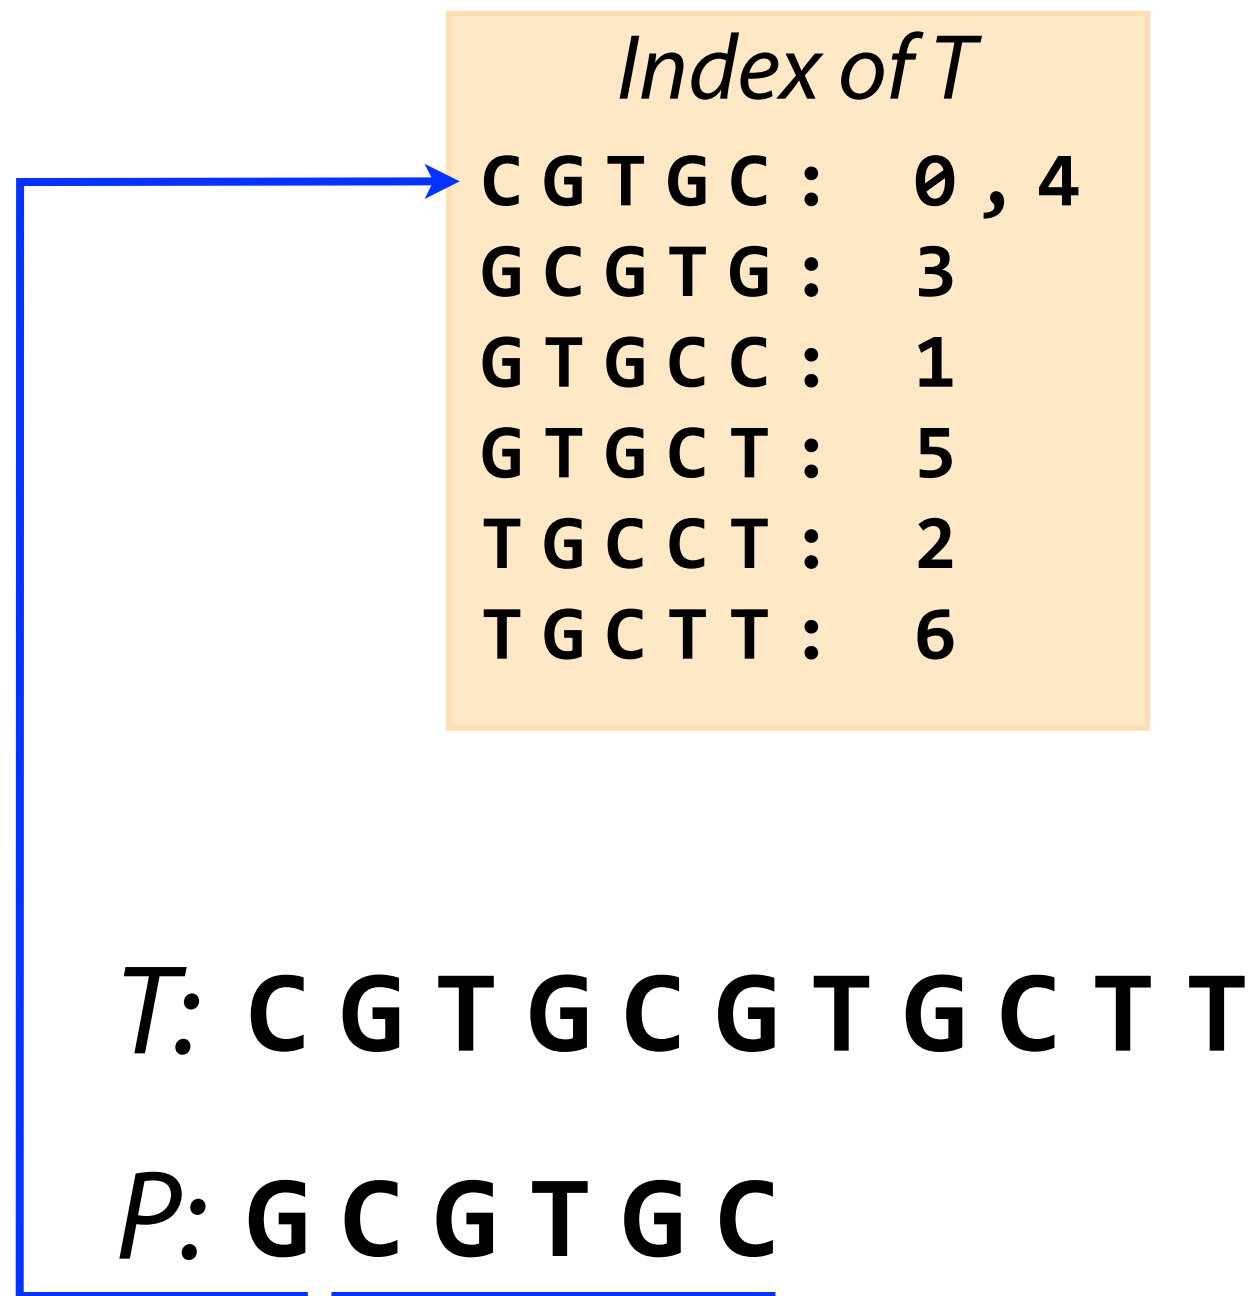 Index of T
CGTGC: 0,4
GCGTG: 3
GTGCC: 1
GTGCT: 5
TGCCT: 2
TGCTT: 6
T: CGTGCGTGCTT
P: GCGTGC